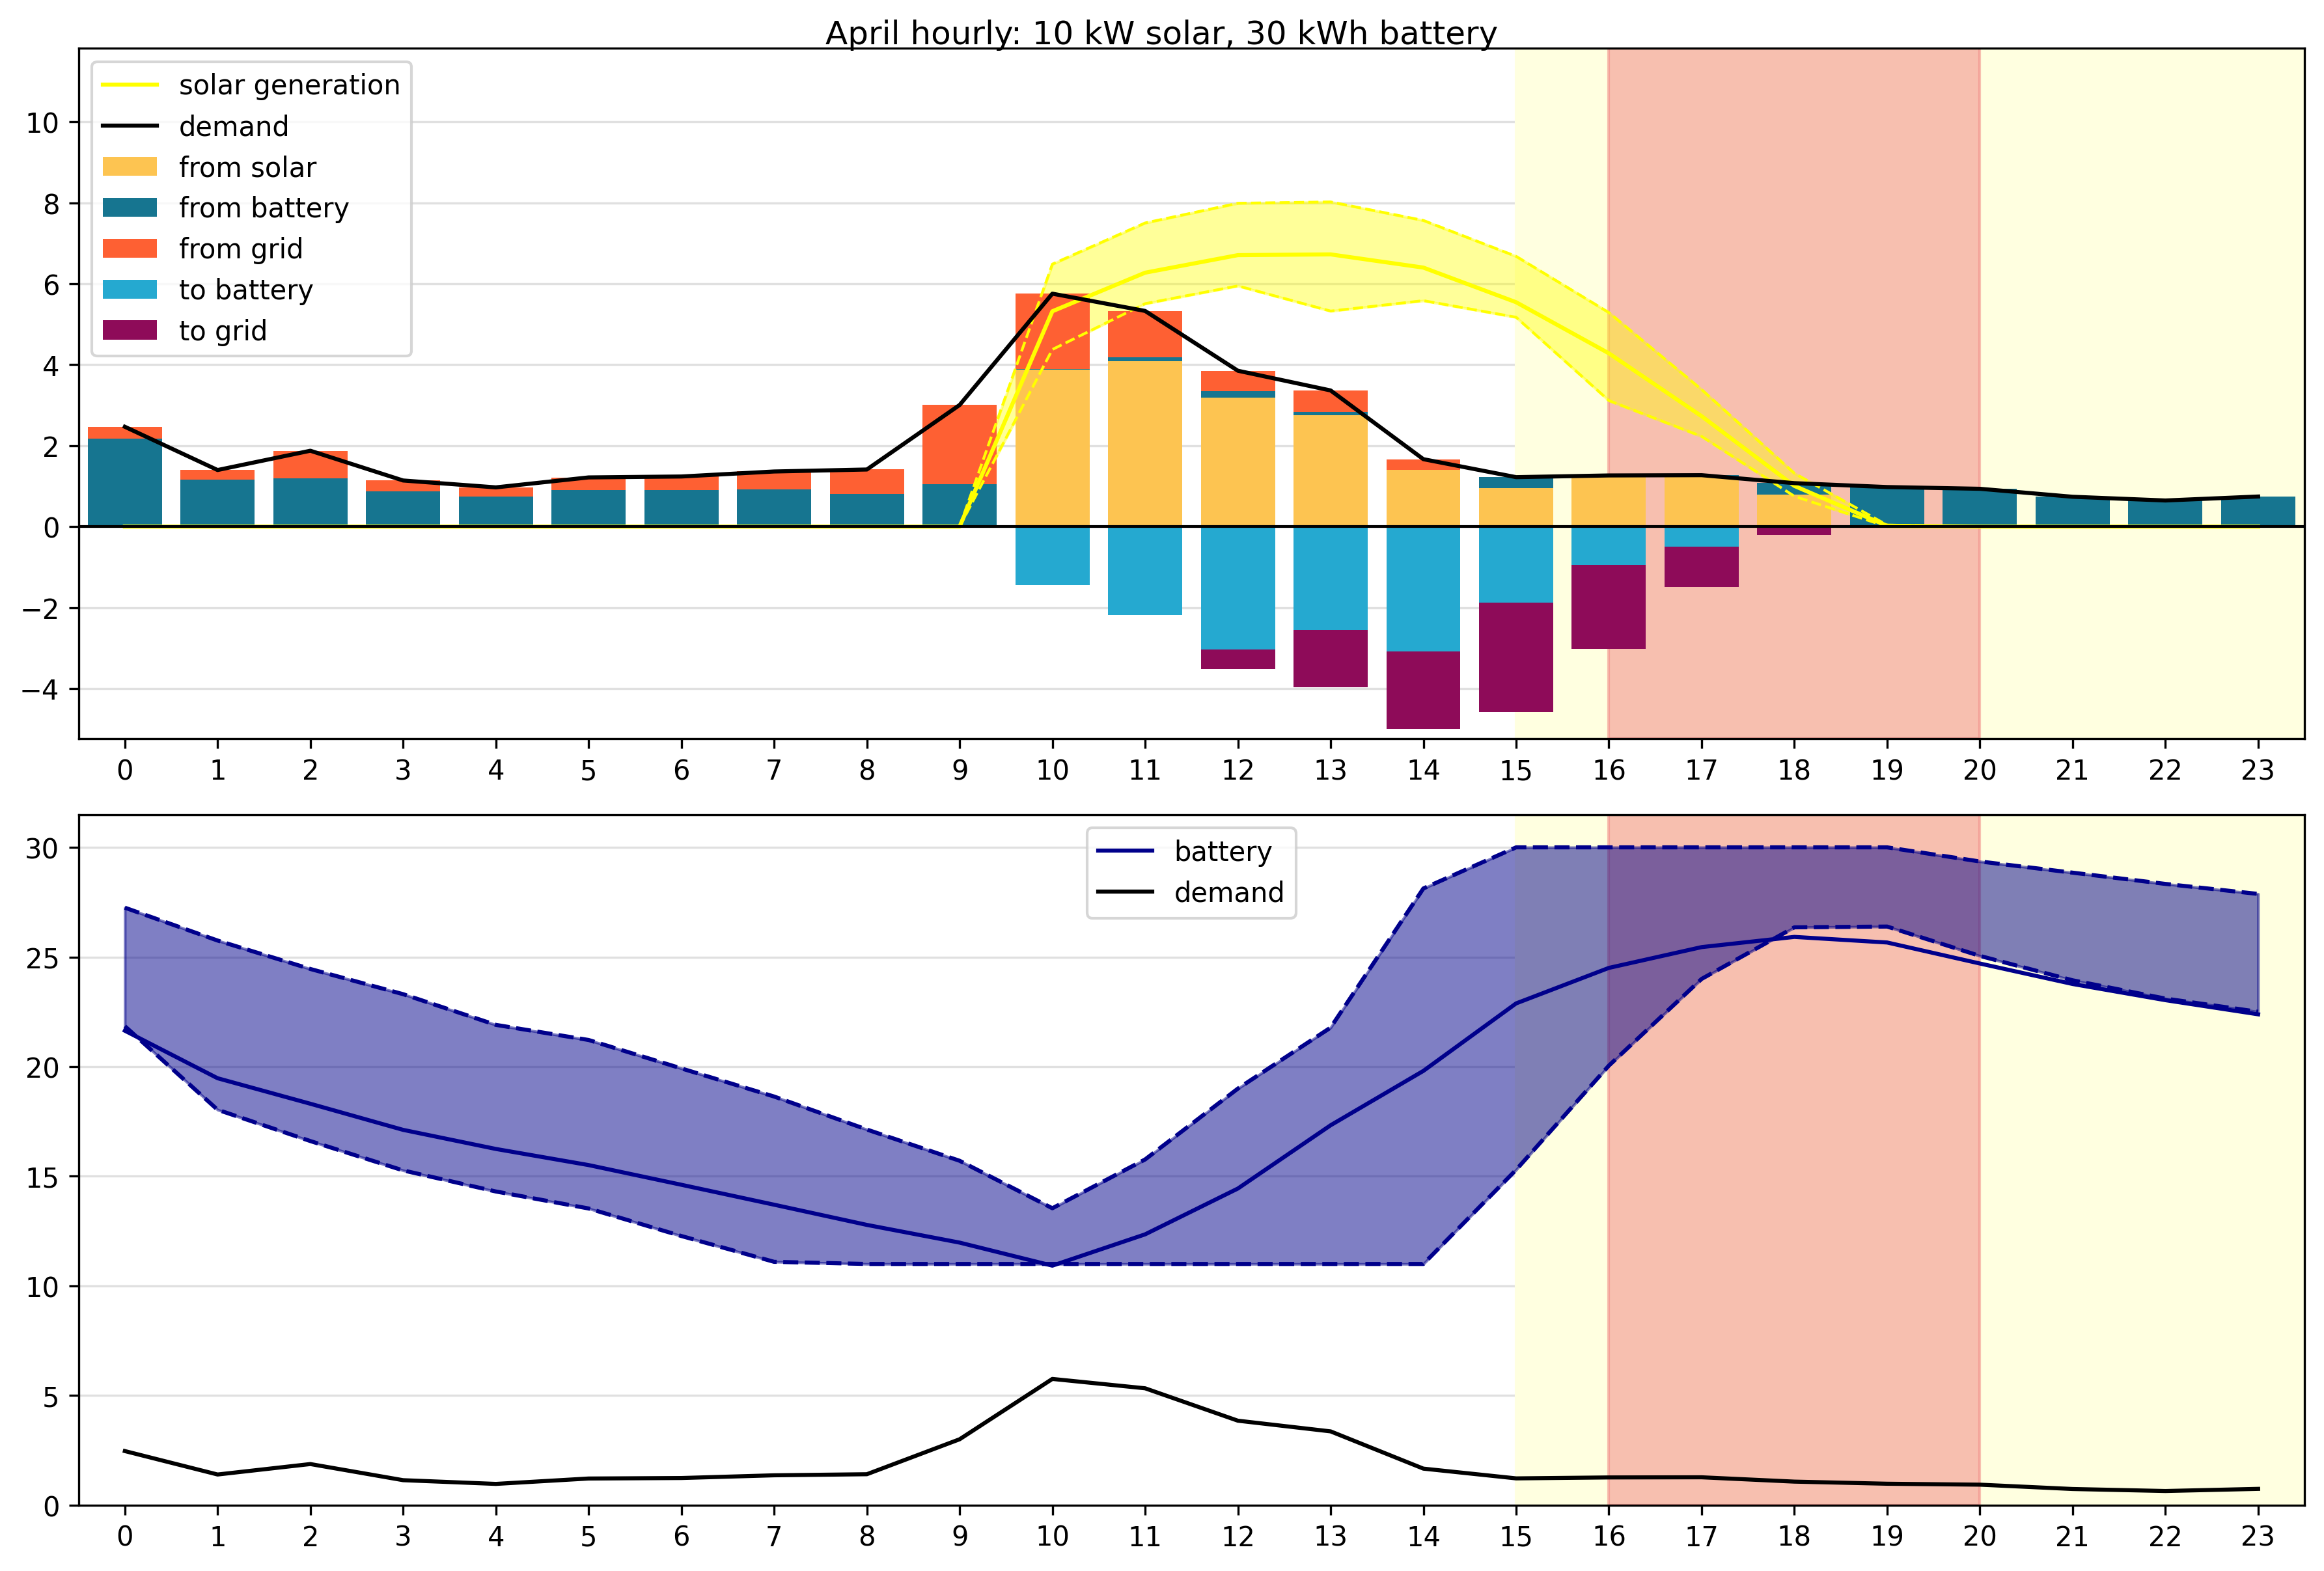 April hourly: 10 kW solar, 30 kWh battery
solar generation
demand
from solar
from battery
from grid
to battery
to grid
10
8
6
4
2
0
−2
−4
0 1 2 3 4 5 6 7 8 9 10 11 12 13 14 15 16 17 18 19 20 21 22 23
battery
demand
30
25
20
15
10
5
0
0 1 2 3 4 5 6 7 8 9 10 11 12 13 14 15 16 17 18 19 20 21 22 23